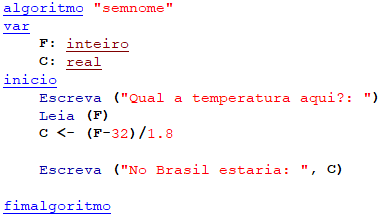 algoritmo "semnome"
var
F: inteiro
C: real
inicio
Escreva ("Qual a temperatura aqui?: ")
Leia (F)
C <- (F-32)/1.8
Escreva ("No Brasil estaria: ", C)
fimalgoritmo